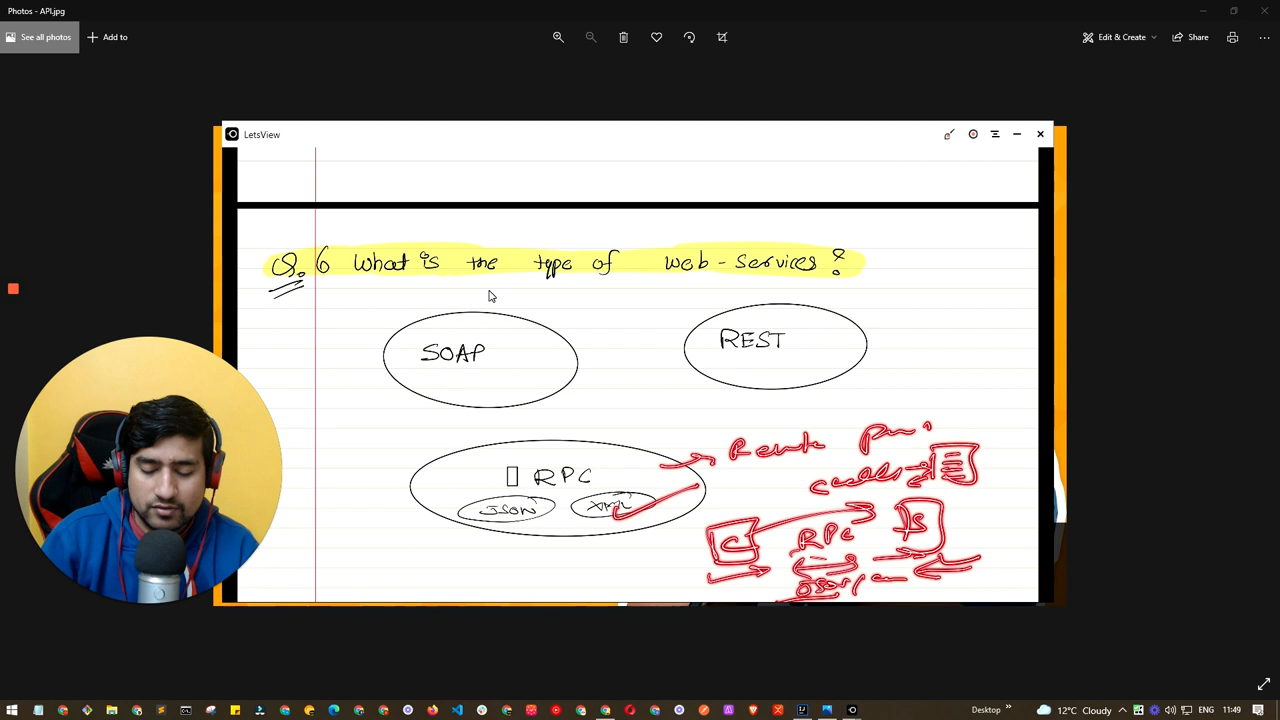 Photos - API.jpg
See all photos
Add to
Edit & Create
Share
LetsView
Q. 6 What is the type of web-services?
SOAP
REST
RPC
JSON XML
C RPC S
Desktop
12°C Cloudy
ENG
11:49